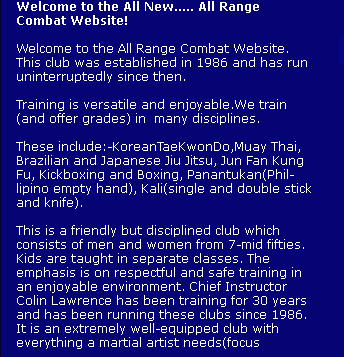 Welcome to the All New..... All Range
Combat Website!
Welcome to the All Range Combat Website.
This club was established in 1986 and has run
uninterruptedly since then.
Training is versatile and enjoyable.We train
(and offer grades) in  many disciplines.
These include:-KoreanTaeKwonDo,Muay Thai,
Brazilian and Japanese Jiu Jitsu, Jun Fan Kung
Fu, Kickboxing and Boxing, Panantukan(Phil-
lipino empty hand), Kali(single and double stick
and knife).
This is a friendly but disciplined club which
consists of men and women from 7-mid fifties.
Kids are taught in separate classes. The
emphasis is on respectful and safe training in
an enjoyable environment. Chief Instructor
Colin Lawrence has been training for 30 years
and has been running these clubs since 1986.
It is an extremely well-equipped club with
everything a martial artist needs(focus